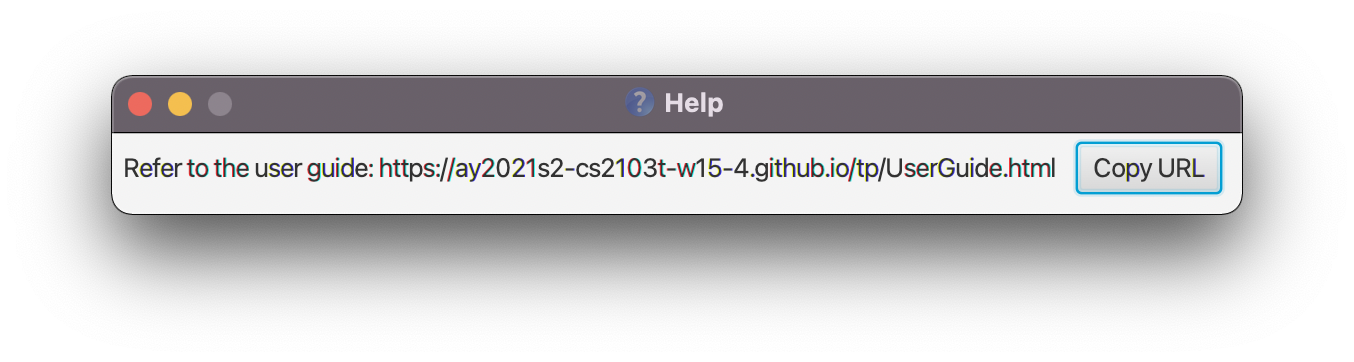 Help
Refer to the user guide: https://ay2021s2-cs2103t-w15-4.github.io/tp/UserGuide.html Copy URL